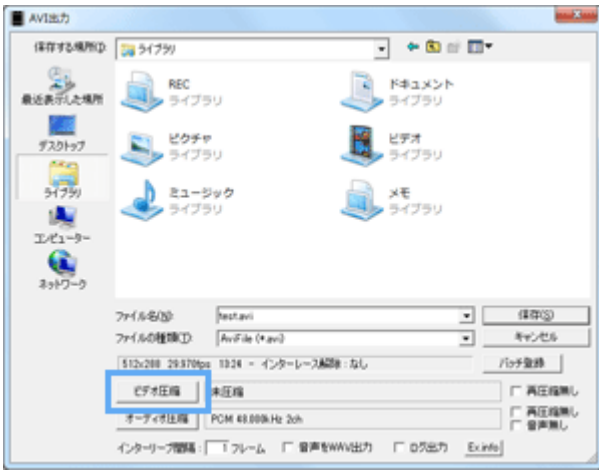 AVI出力
保存する場所(I):
ライブラリ
最近表示した場所
デスクトップ
ライブラリ
コンピューター
ネットワーク
REC
ライブラリ
ドキュメント
ライブラリ
ピクチャ
ライブラリ
ビデオ
ライブラリ
ミュージック
ライブラリ
メモ
ライブラリ
ファイル名(N):
test.avi
保存(S)
ファイルの種類(T):
AviFile (*.avi)
キャンセル
512x288 29.970fps 1324 - インターレース解除 : なし
バッチ登録
ビデオ圧縮
未圧縮
再圧縮無し
オーディオ圧縮
PCM 48.000kHz 2ch
再圧縮無し
音声無し
インターリーブ間隔 :
1 フレーム
音声をWAV出力
ログ出力
Ex.info